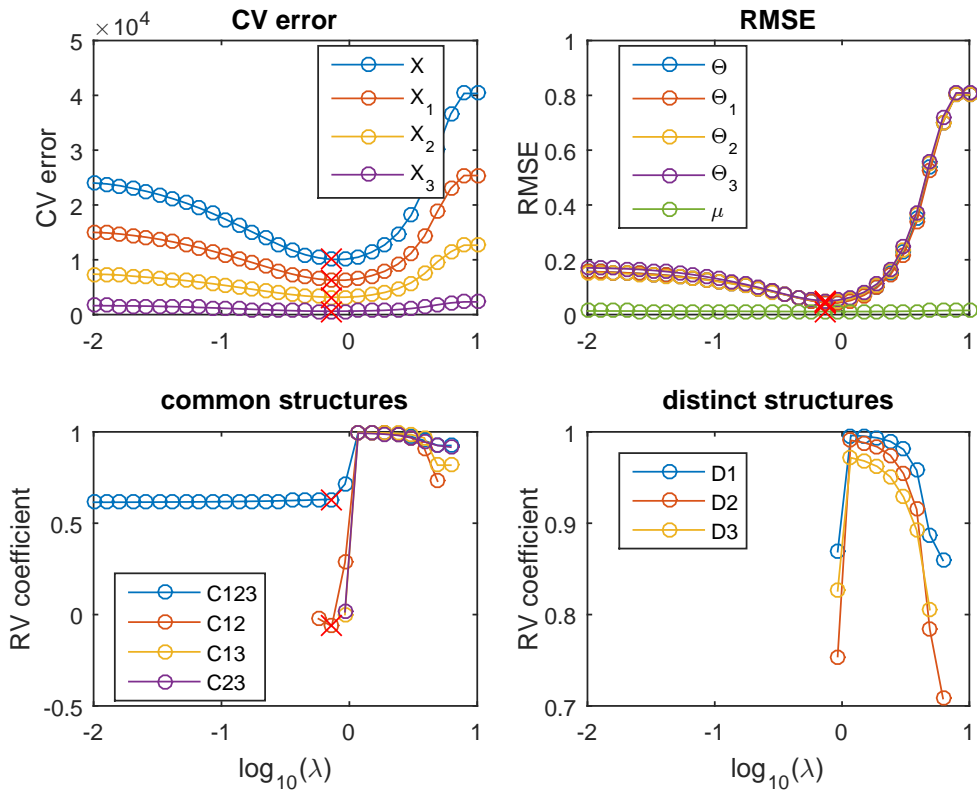 CV error
×10^4
5
4
3
2
1
0
CV error
X
X_1
X_2
X_3
-2
-1
0
1
RMSE
1
0.8
0.6
0.4
0.2
0
RMSE
Θ
Θ_1
Θ_2
Θ_3
μ
-2
-1
0
1
common structures
1
0.5
0
-0.5
RV coefficient
C123
C12
C13
C23
-2
-1
0
1
log_10(λ)
distinct structures
1
0.9
0.8
0.7
RV coefficient
D1
D2
D3
-2
-1
0
1
log_10(λ)